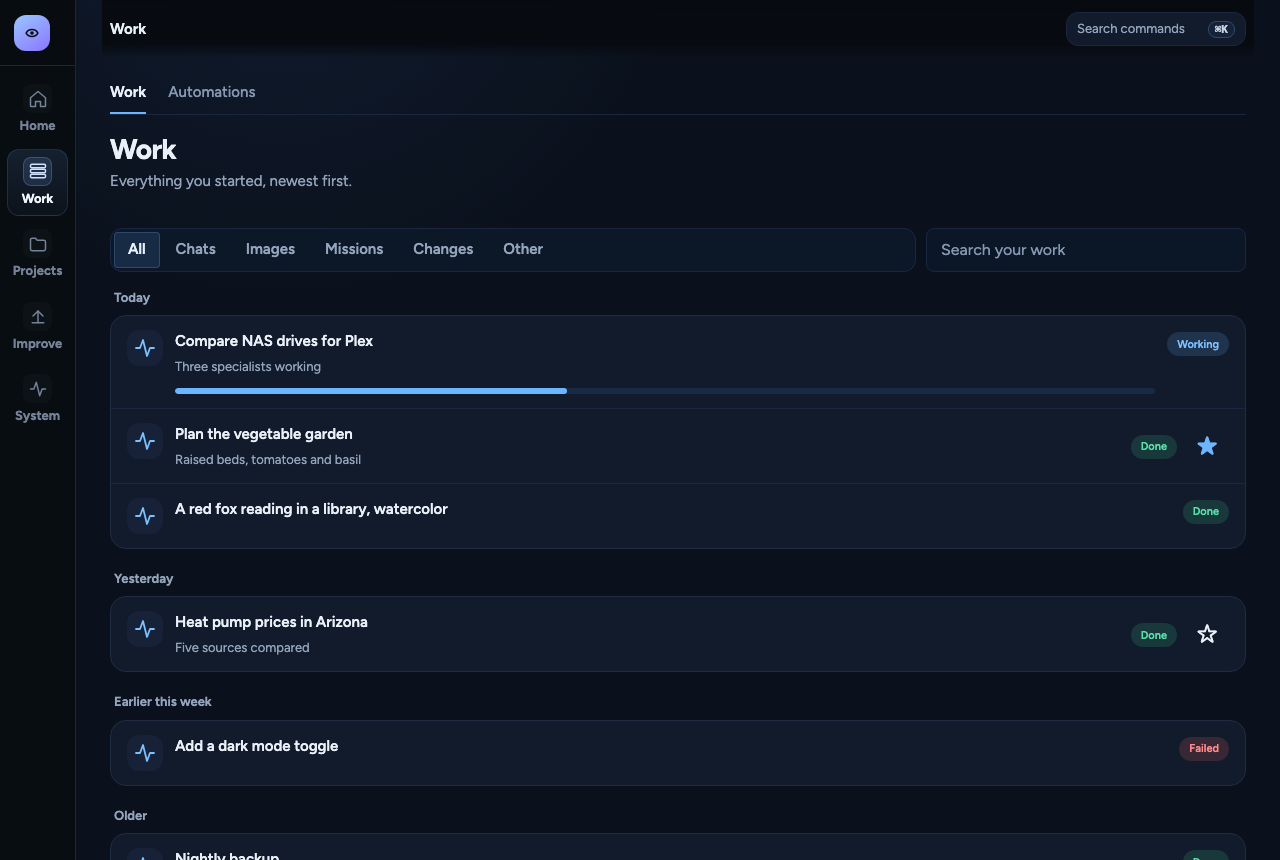 Work
Search commands ⌘K
Home
Work
Projects
Improve
System
Work Automations
Work
Everything you started, newest first.
All Chats Images Missions Changes Other
Search your work
Today
Compare NAS drives for Plex
Working
Three specialists working
Plan the vegetable garden
Done
Raised beds, tomatoes and basil
A red fox reading in a library, watercolor
Done
Yesterday
Heat pump prices in Arizona
Done
Five sources compared
Earlier this week
Add a dark mode toggle
Failed
Older
Nightly backup
Done